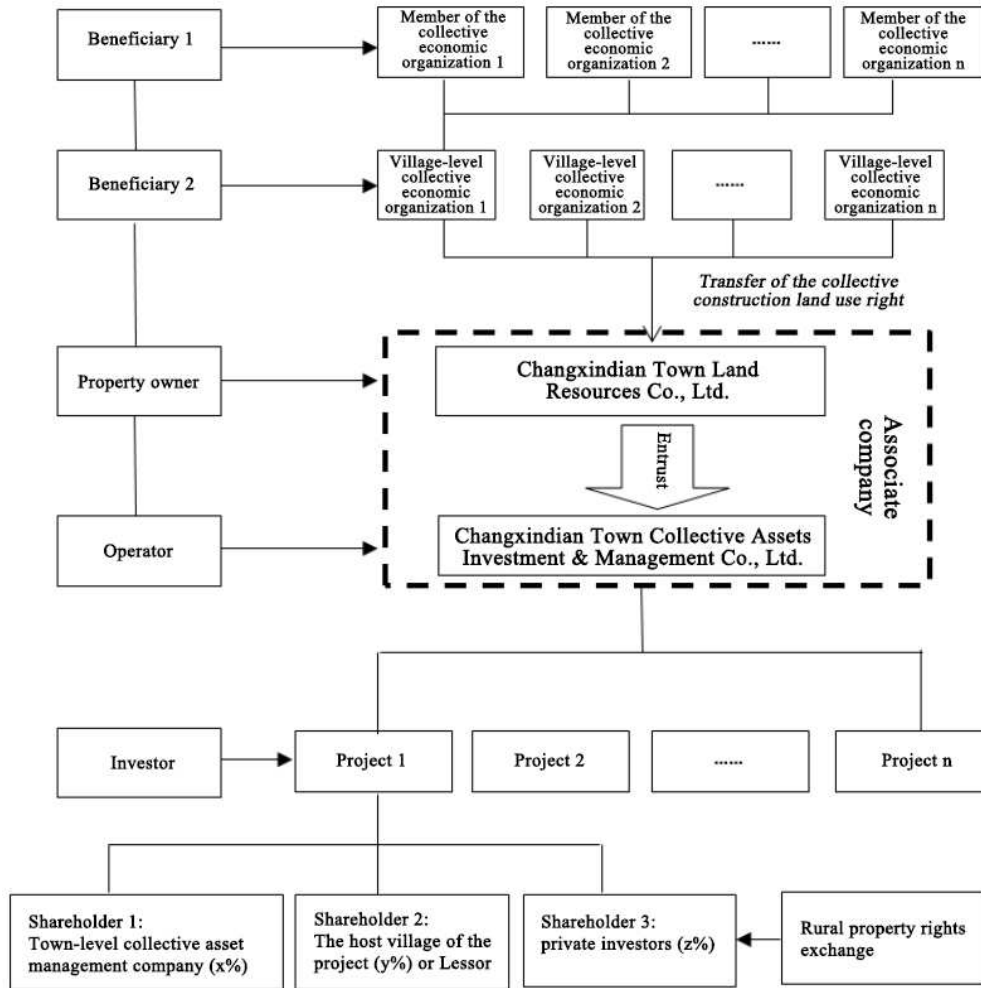 Beneficiary 1
Member of the
collective
economic
organization 1
Member of the
collective
economic
organization 2
......
Member of the
collective
economic
organization n
Beneficiary 2
Village-level
collective
economic
organization 1
Village-level
collective
economic
organization 2
......
Village-level
collective
economic
organization n
Transfer of the collective
construction land use right
Property owner
Changxindian Town Land
Resources Co., Ltd.
Entrust
Associate
company
Operator
Changxindian Town Collective Assets
Investment & Management Co., Ltd.
Investor
Project 1
Project 2
......
Project n
Shareholder 1:
Town-level collective asset
management company (x%)
Shareholder 2:
The host village of the
project (y%) or Lessor
Shareholder 3:
private investors (z%)
Rural property rights
exchange